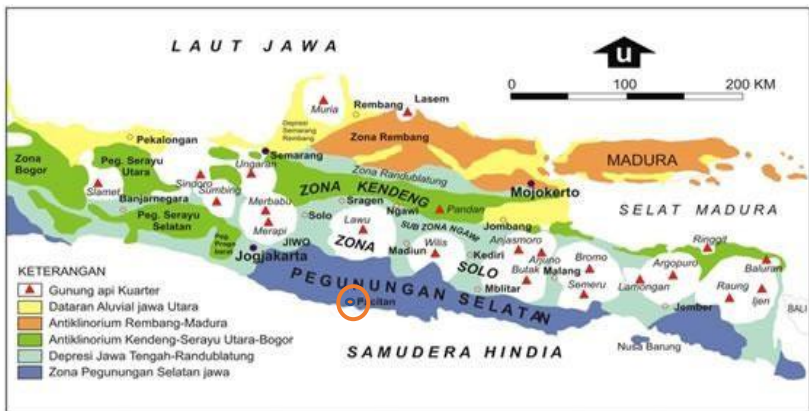 LAUT JAWA
u
0 100 200 KM
Muria
Rembang
Lasem
Depresi
Semarang
Rembang
Zona Rembang
MADURA
Pekalongan
Semarang
Zona Randublatung
Zona
Bogor
Peg. Serayu
Utara
Ungaran
Slamet
Sindoro
Sumbing
ZONA KENDENG
Mojokerto
SELAT MADURA
Banjarnegara
Peg. Serayu
Selatan
Merbabu
Merapi
Solo
Sragen
Ngawi
Pandan
Lawu
SUB ZONA NGAWI
Jombang
Peg.
Jogjakarta
JIWO
ZONA
Madiun
Wilis
Kediri
SOLO
Anjasmoro
Arjuno
Butak
Malang
Bromo
Semeru
Mblitar
Ringgit
Baluran
Argopuro
Lamongan
Raung
Ijen
Jember
BALI
PEGUNUNGAN SELATAN
Pacitan
Nusa Barung
SAMUDERA HINDIA
KETERANGAN
Gunung api Kuarter
Dataran Aluvial jawa Utara
Antiklinorium Rembang-Madura
Antiklinorium Kendeng-Serayu Utara-Bogor
Depresi Jawa Tengah-Randublatung
Zona Pegunungan Selatan jawa